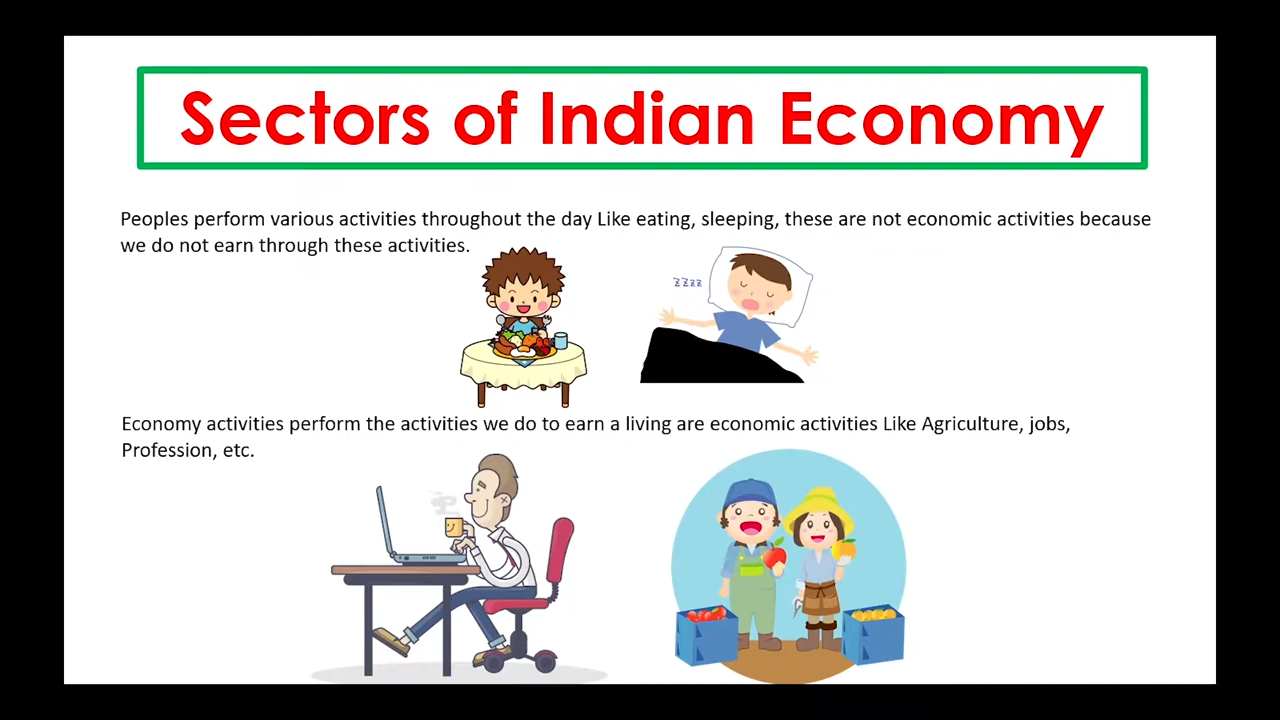 Sectors of Indian Economy
Peoples perform various activities throughout the day Like eating, sleeping, these are not economic activities because
we do not earn through these activities.
zzzz
Economy activities perform the activities we do to earn a living are economic activities Like Agriculture, jobs,
Profession, etc.